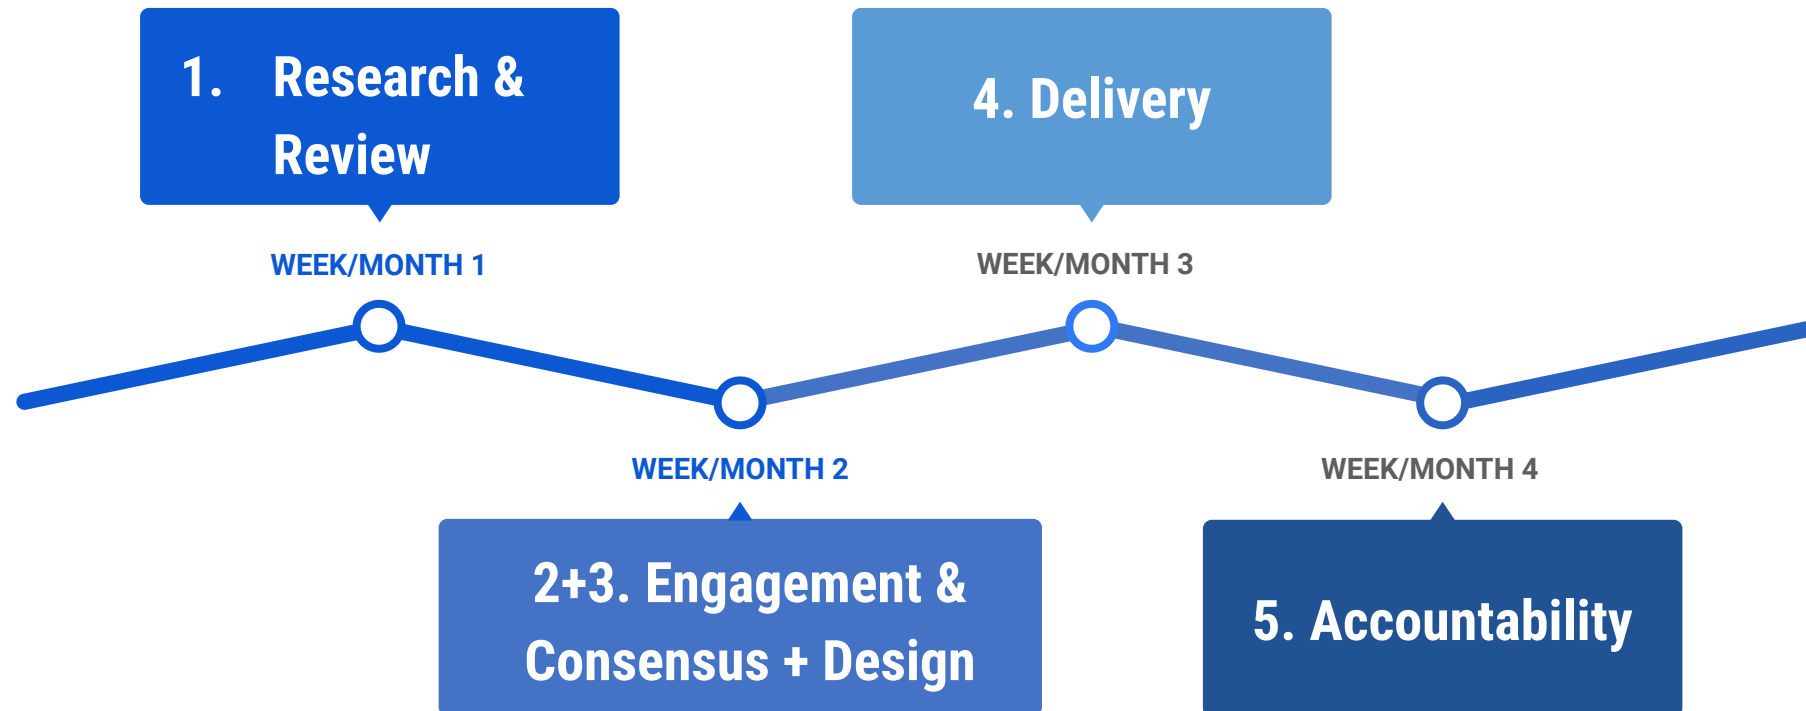 1. Research &
Review
WEEK/MONTH 1
4. Delivery
WEEK/MONTH 3
WEEK/MONTH 2
2+3. Engagement &
Consensus + Design
WEEK/MONTH 4
5. Accountability